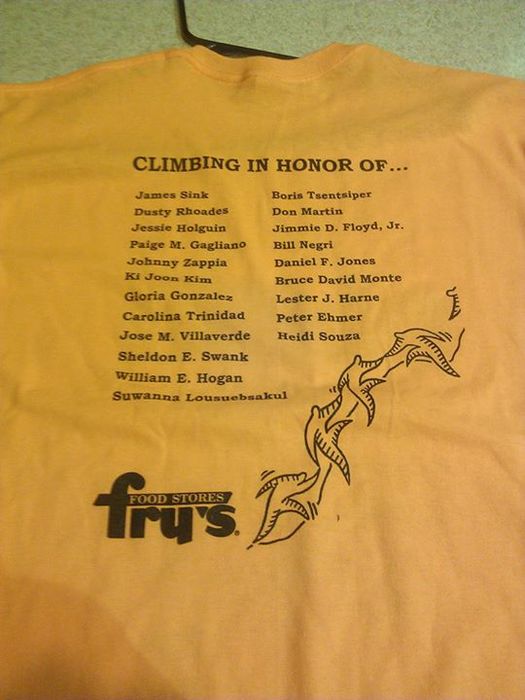 CLIMBING IN HONOR OF...
James Sink
Dusty Rhoades
Jessie Holguin
Paige M. Gagliano
Johnny Zappia
Ki Joon Kim
Gloria Gonzalez
Carolina Trinidad
Jose M. Villaverde
Sheldon E. Swank
William E. Hogan
Suwanna Lousuebsakul
Boris Tsentsiper
Don Martin
Jimmie D. Floyd, Jr.
Bill Negri
Daniel F. Jones
Bruce David Monte
Lester J. Harne
Peter Ehmer
Heidi Souza
FOOD STORES
fry's®